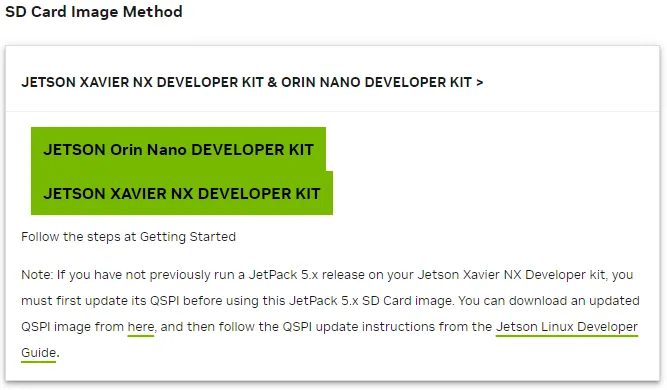 SD Card Image Method
JETSON XAVIER NX DEVELOPER KIT & ORIN NANO DEVELOPER KIT >
JETSON Orin Nano DEVELOPER KIT
JETSON XAVIER NX DEVELOPER KIT
Follow the steps at Getting Started
Note: If you have not previously run a JetPack 5.x release on your Jetson Xavier NX Developer kit, you
must first update its QSPI before using this JetPack 5.x SD Card image. You can download an updated
QSPI image from here, and then follow the QSPI update instructions from the Jetson Linux Developer
Guide.